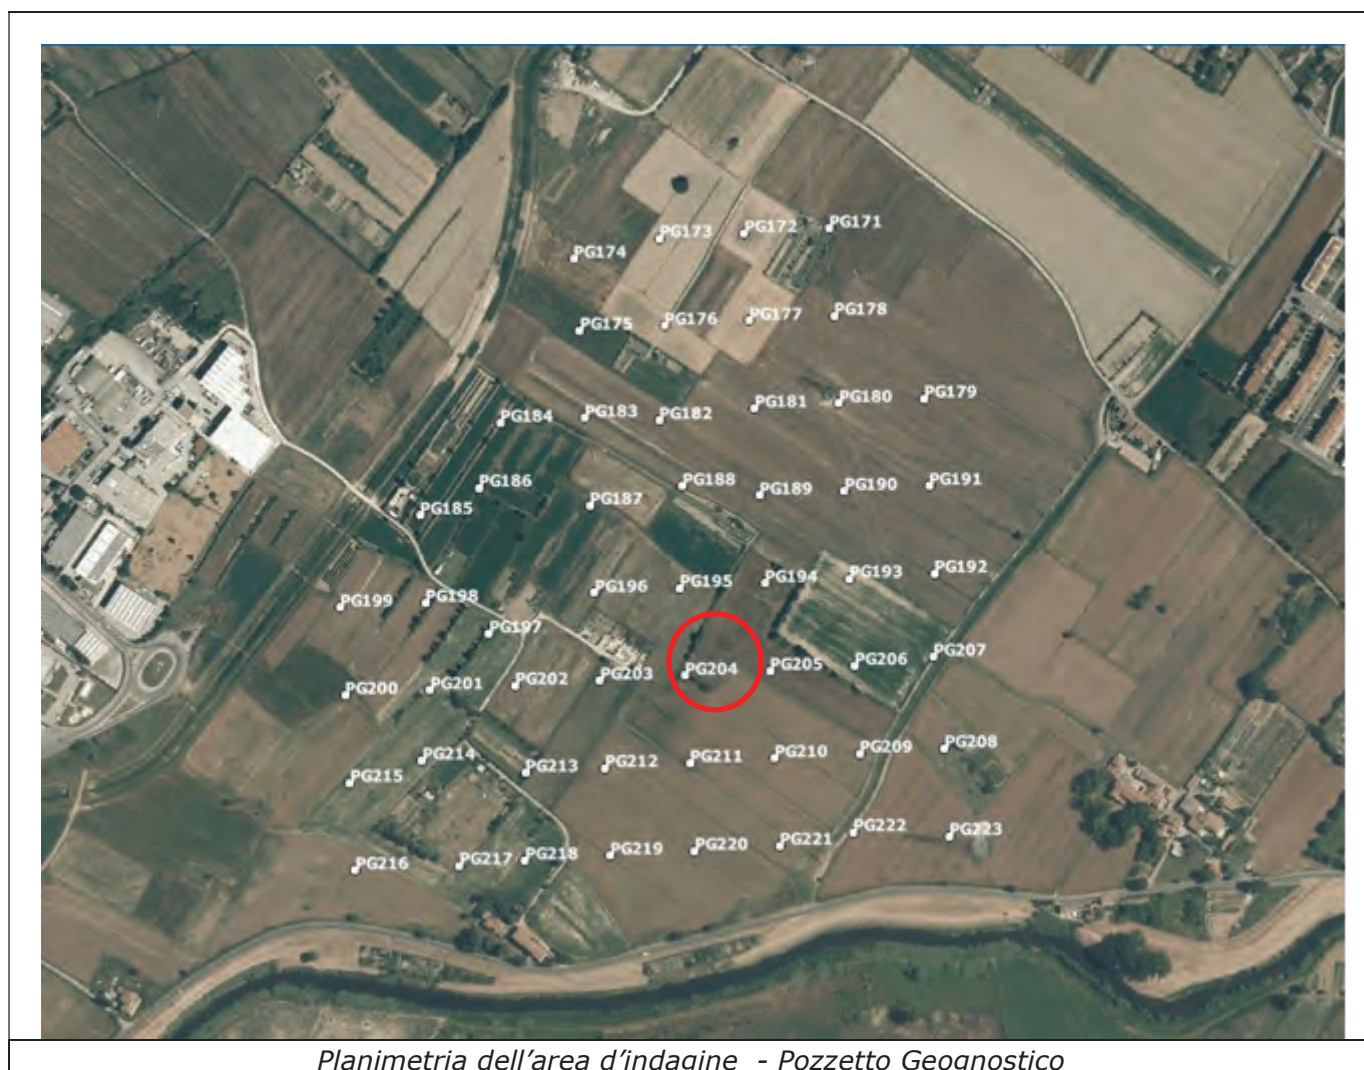 PG171
PG172
PG173
PG174
PG175
PG176
PG177
PG178
PG179
PG180
PG181
PG182
PG183
PG184
PG185
PG186
PG187
PG188
PG189
PG190
PG191
PG192
PG193
PG194
PG195
PG196
PG197
PG198
PG199
PG200
PG201
PG202
PG203
PG204
PG205
PG206
PG207
PG208
PG209
PG210
PG211
PG212
PG213
PG214
PG215
PG216
PG217
PG218
PG219
PG220
PG221
PG222
PG223
Planimetria dell'area d'indagine - Pozzetto Geognostico